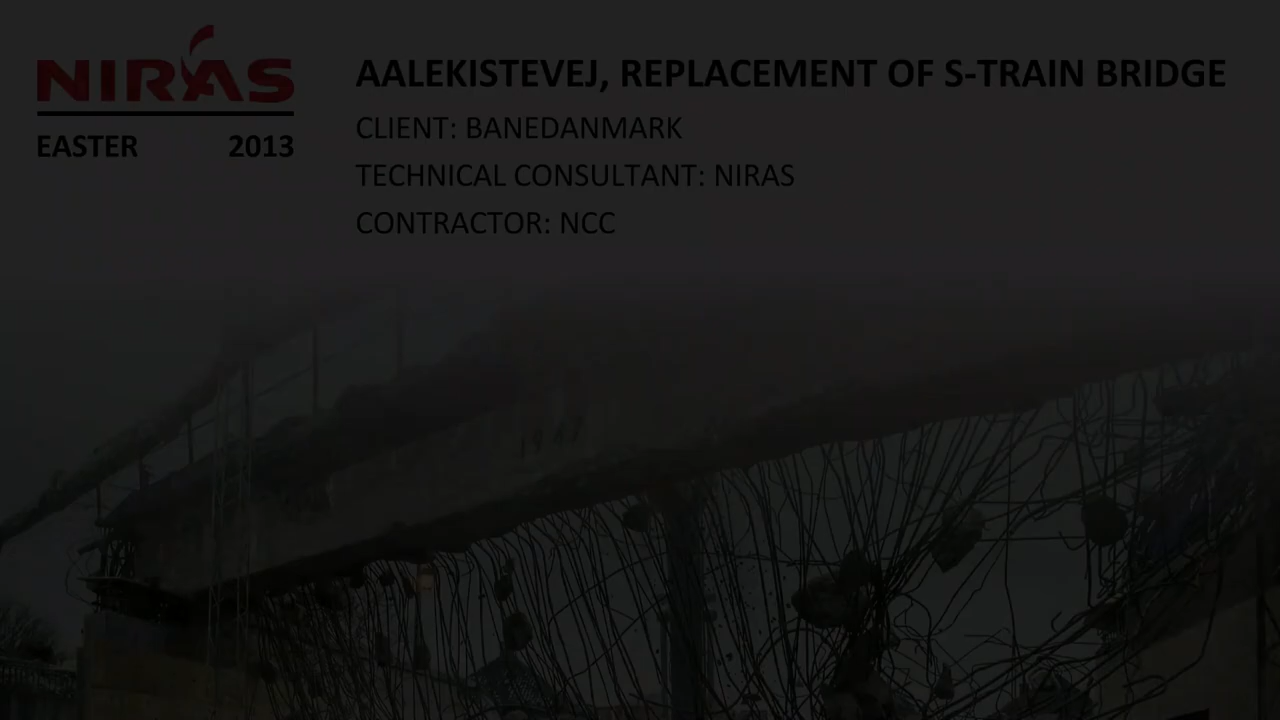 NIRAS
EASTER 2013
AALEKISTEVEJ, REPLACEMENT OF S-TRAIN BRIDGE
CLIENT: BANEDANMARK
TECHNICAL CONSULTANT: NIRAS
CONTRACTOR: NCC